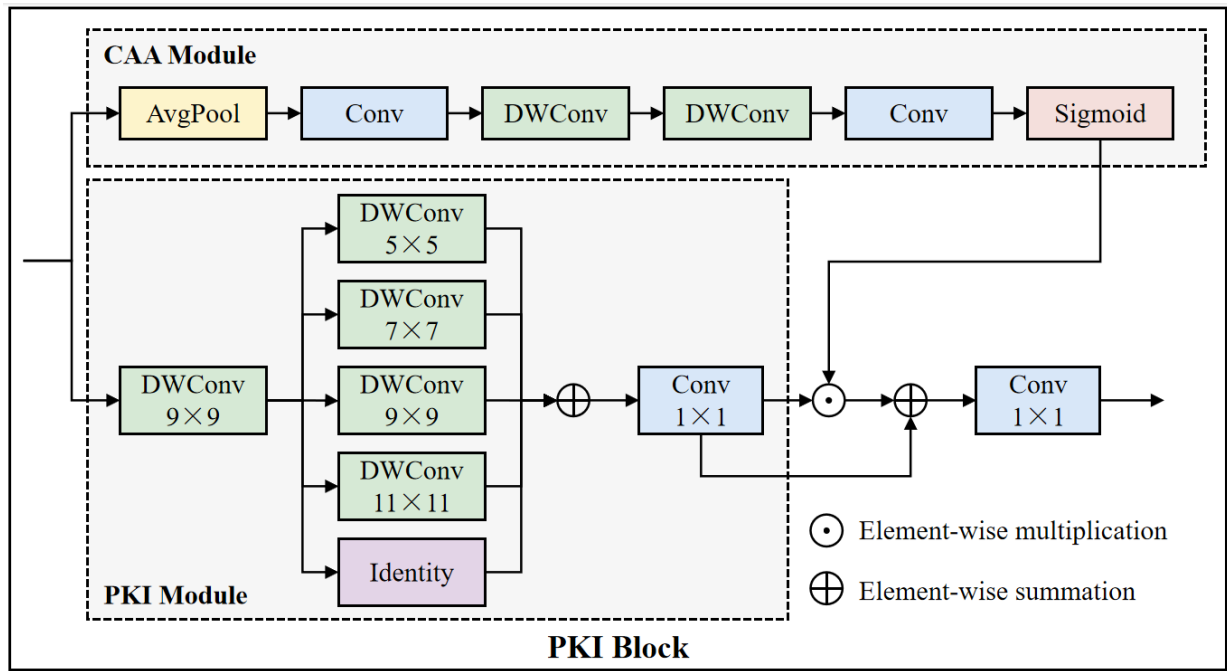 CAA Module
AvgPool
Conv
DWConv
DWConv
Conv
Sigmoid
DWConv
5×5
DWConv
7×7
DWConv
9×9
DWConv
9×9
DWConv
11×11
Identity
Conv
1×1
Conv
1×1
PKI Module
Element-wise multiplication
Element-wise summation
PKI Block